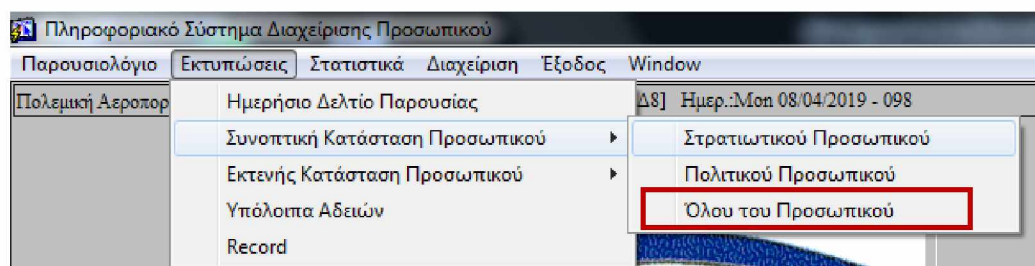 Πληροφοριακό Σύστημα Διαχείρισης Προσωπικού
Παρουσιολόγιο Εκτυπώσεις Στατιστικά Διαχείριση Έξοδος Window
Πολεμική Αεροπορ Δ8] Ημερ.:Mon 08/04/2019 - 098
Ημερήσιο Δελτίο Παρουσίας
Συνοπτική Κατάσταση Προσωπικού
Στρατιωτικού Προσωπικού
Εκτενής Κατάσταση Προσωπικού
Πολιτικού Προσωπικού
Υπόλοιπα Αδειών
Όλου του Προσωπικού
Record